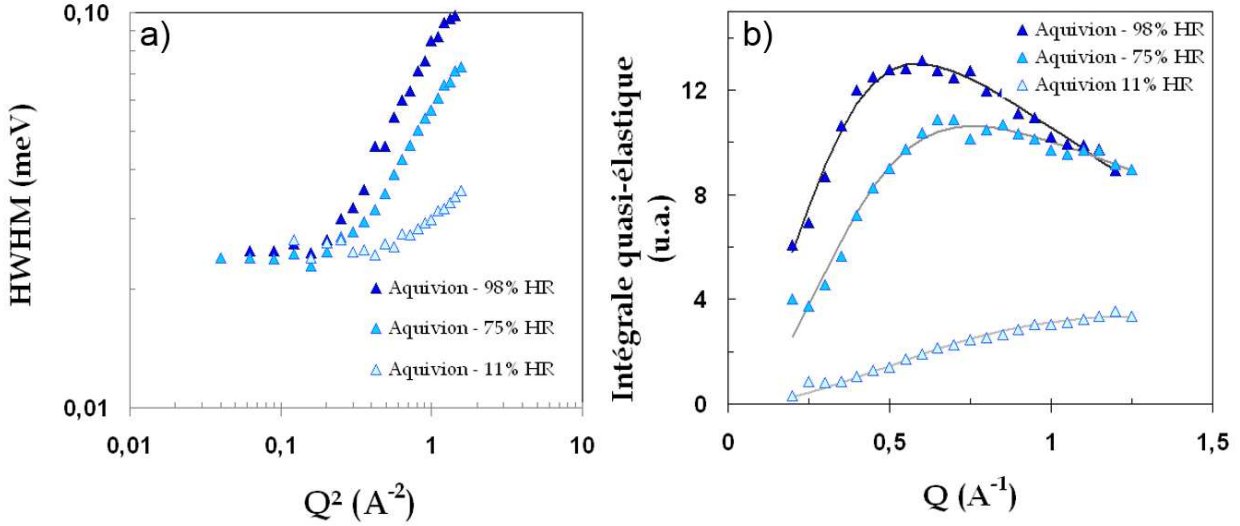 a)
HWHM (meV)
0,10
0,01
0,01
0,1
1
10
Q² (A⁻²)
Aquivion - 98% HR
Aquivion - 75% HR
Aquivion - 11% HR
b)
Intégrale quasi-élastique
(u.a.)
12
8
4
0
0
0,5
1
1,5
Q (A⁻¹)
Aquivion - 98% HR
Aquivion - 75% HR
Aquivion 11% HR